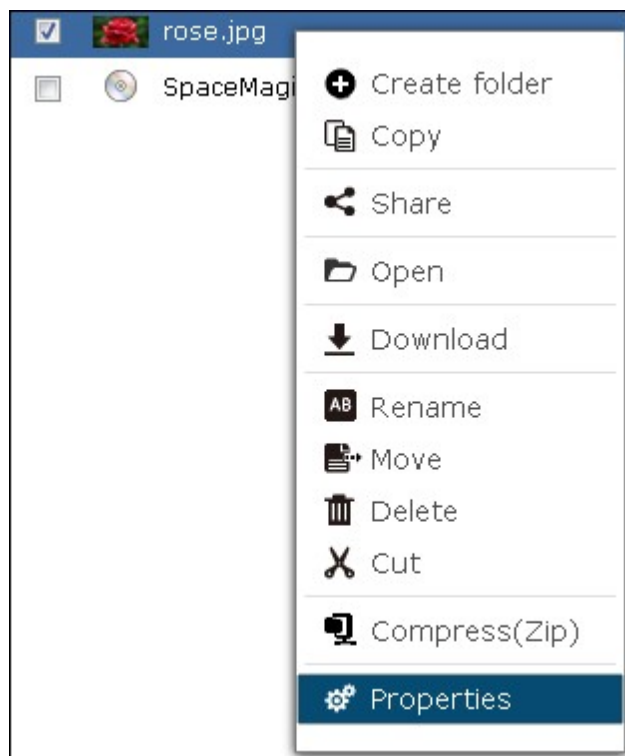 rose.jpg
SpaceMagi
Create folder
Copy
Share
Open
Download
AB Rename
Move
Delete
Cut
Compress(Zip)
Properties